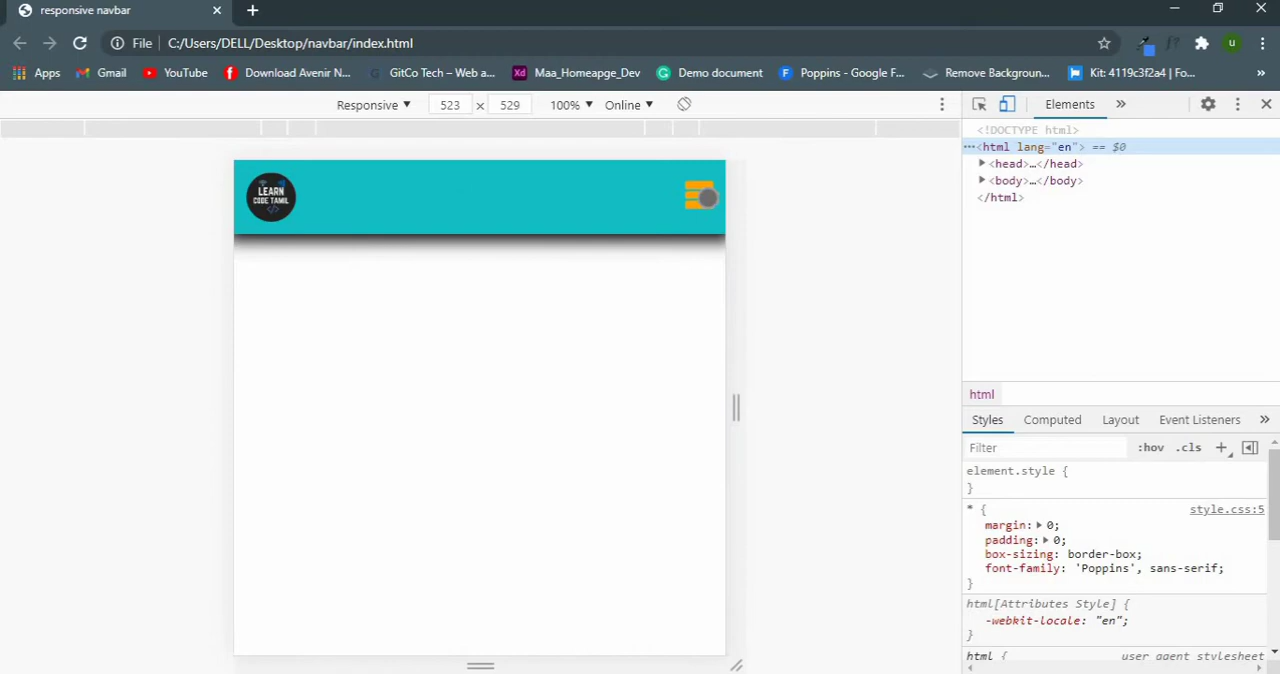 responsive navbar
File C:/Users/DELL/Desktop/navbar/index.html
Apps Gmail YouTube Download Avenir N... GitCo Tech – Web a... Maa_Homeapge_Dev Demo document Poppins - Google F... Remove Backgroun... Kit: 4119c3f2a4 | Fo... »
Responsive ▼ 523 x 529 100% ▼ Online ▼
Elements »
<!DOCTYPE html>
<html lang="en"> == $0
<head>…</head>
<body>…</body>
</html>
LEARN
CODE TAMIL
</>
html
Styles Computed Layout Event Listeners »
Filter :hov .cls +
element.style {
}
* { style.css:5
margin: 0;
padding: 0;
box-sizing: border-box;
font-family: 'Poppins', sans-serif;
}
html[Attributes Style] {
-webkit-locale: "en";
}
html { user agent stylesheet